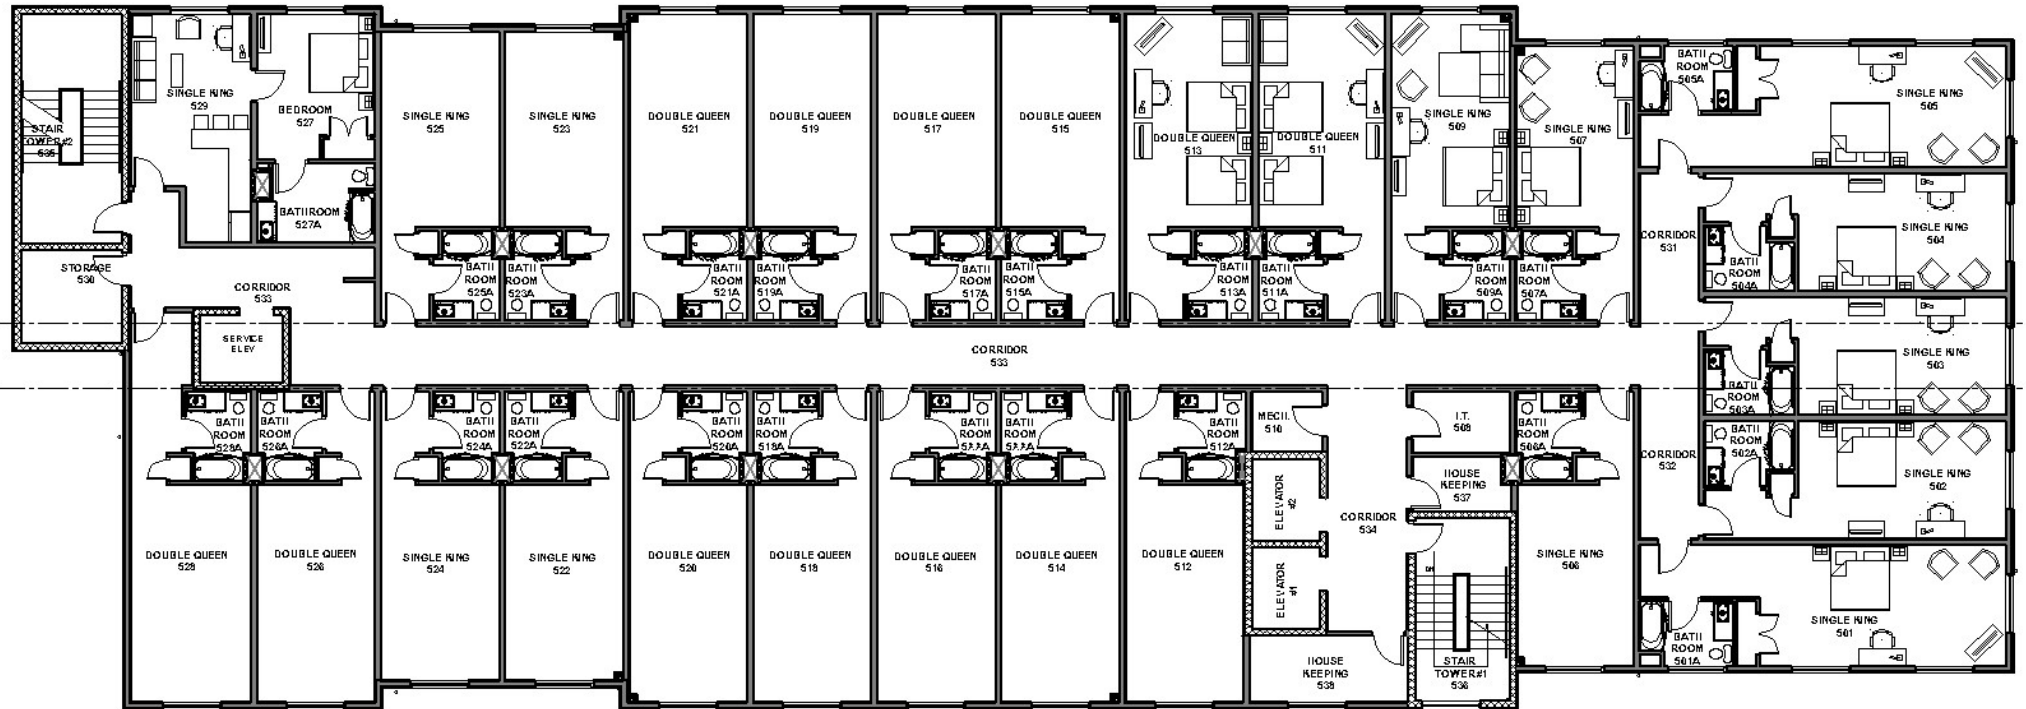 SINGLE KING
529
BEDROOM
527
BATHROOM
527A
STAIR
TOWER#2
535
STORAGE
530
CORRIDOR
533
SERVICE
ELEV
SINGLE KING
525
SINGLE KING
523
DOUBLE QUEEN
521
DOUBLE QUEEN
519
DOUBLE QUEEN
517
DOUBLE QUEEN
515
DOUBLE QUEEN
513
DOUBLE QUEEN
511
SINGLE KING
509
SINGLE KING
507
BATH
ROOM
505A
SINGLE KING
505
BATH
ROOM
525A
BATH
ROOM
523A
BATH
ROOM
521A
BATH
ROOM
519A
BATH
ROOM
517A
BATH
ROOM
515A
BATH
ROOM
513A
BATH
ROOM
511A
BATH
ROOM
509A
BATH
ROOM
507A
CORRIDOR
531
BATH
ROOM
504A
SINGLE KING
504
CORRIDOR
533
BATH
ROOM
503A
SINGLE KING
503
BATH
ROOM
528A
BATH
ROOM
526A
BATH
ROOM
524A
BATH
ROOM
522A
BATH
ROOM
520A
BATH
ROOM
518A
BATH
ROOM
BATH
ROOM
BATH
ROOM
512A
MECH.
510
I.T.
508
BATH
ROOM
506A
CORRIDOR
532
BATH
ROOM
502A
SINGLE KING
502
HOUSE
KEEPING
537
ELEVATOR
#2
CORRIDOR
534
ELEVATOR
#1
DOUBLE QUEEN
528
DOUBLE QUEEN
526
SINGLE KING
524
SINGLE KING
522
DOUBLE QUEEN
520
DOUBLE QUEEN
518
DOUBLE QUEEN
516
DOUBLE QUEEN
514
DOUBLE QUEEN
512
DN
SINGLE KING
506
HOUSE
KEEPING
538
STAIR
TOWER#1
536
BATH
ROOM
501A
SINGLE KING
501